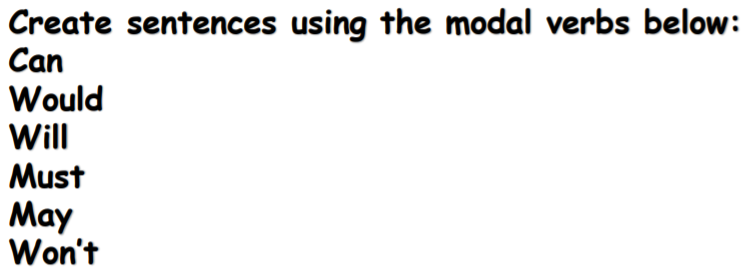 Create sentences using the modal verbs below:
Can
Would
Will
Must
May
Won't